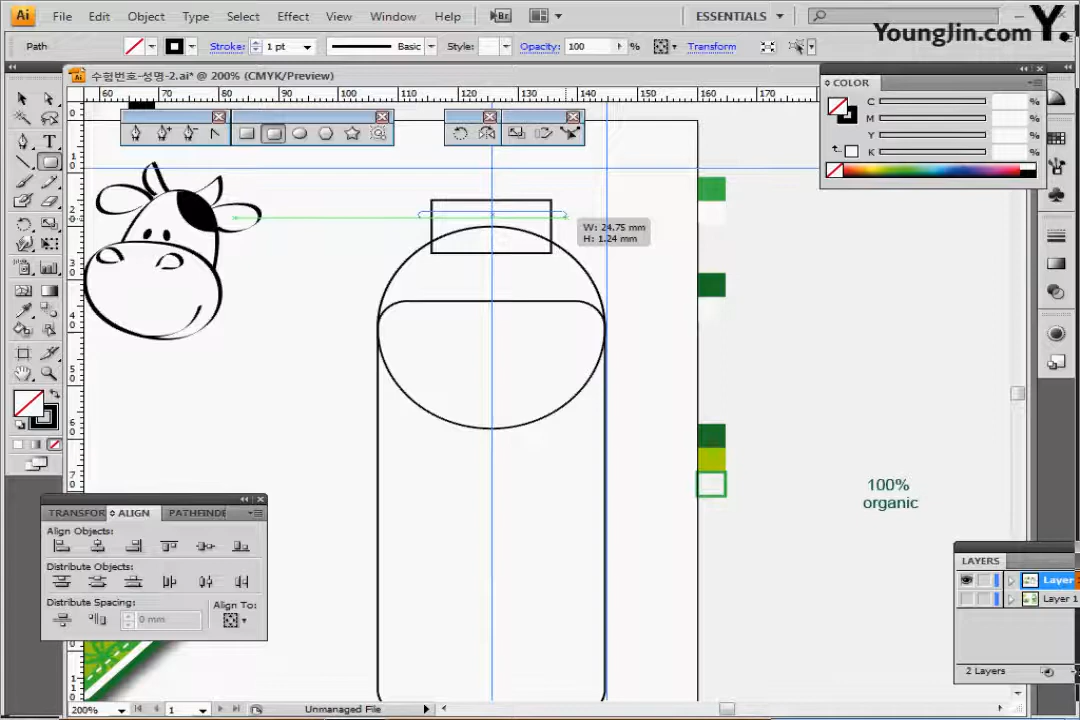 Ai File Edit Object Type Select Effect View Window Help Br ESSENTIALS
YoungJin.com Y.
Path Stroke: 1 pt Basic Style: Opacity: 100 % Transform
수험번호-성명-2.ai* @ 200% (CMYK/Preview)
COLOR
C %
M %
Y %
K %
60 70 80 90 100 110 120 130 140 150 160 170
W: 24.75 mm
H: 1.24 mm
100%
organic
TRANSFOR ALIGN PATHFINDE
Align Objects:
Distribute Objects:
Distribute Spacing: Align To:
0 mm
LAYERS
Layer
Layer 1
2 Layers
200% 1 Unmanaged File